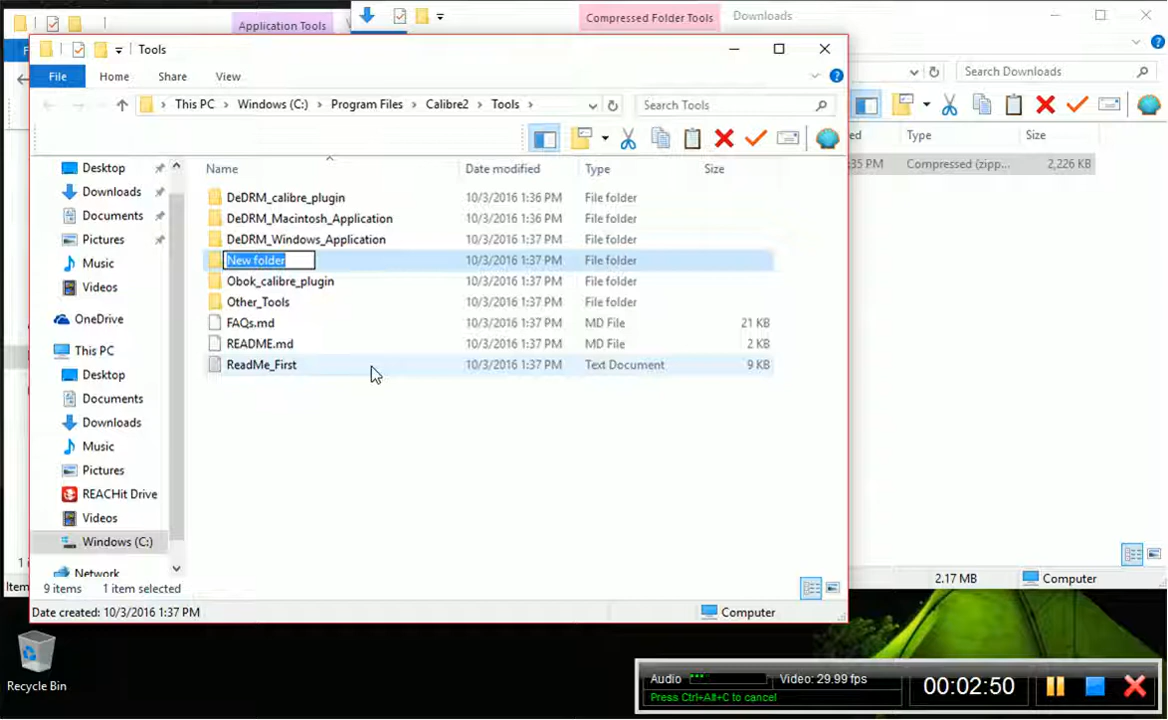 Application Tools
Compressed Folder Tools
Downloads
Tools
File
Home
Share
View
This PC
Windows (C:)
Program Files
Calibre2
Tools
Search Tools
Search Downloads
Name
Date modified
Type
Size
ed
Type
Size
:35 PM
Compressed (zipp...
2,226 KB
Desktop
Downloads
Documents
Pictures
Music
Videos
OneDrive
This PC
Desktop
Documents
Downloads
Music
Pictures
REACHit Drive
Videos
Windows (C:)
Network
DeDRM_calibre_plugin 10/3/2016 1:36 PM File folder
DeDRM_Macintosh_Application 10/3/2016 1:36 PM File folder
DeDRM_Windows_Application 10/3/2016 1:37 PM File folder
New folder 10/3/2016 1:37 PM File folder
Obok_calibre_plugin 10/3/2016 1:37 PM File folder
Other_Tools 10/3/2016 1:37 PM File folder
FAQs.md 10/3/2016 1:37 PM MD File 21 KB
README.md 10/3/2016 1:37 PM MD File 2 KB
ReadMe_First 10/3/2016 1:37 PM Text Document 9 KB
1 i
Item
9 items 1 item selected
Date created: 10/3/2016 1:37 PM
Computer
2.17 MB
Computer
Recycle Bin
Audio
Video: 29.99 fps
Press Ctrl+Alt+C to cancel
00:02:50